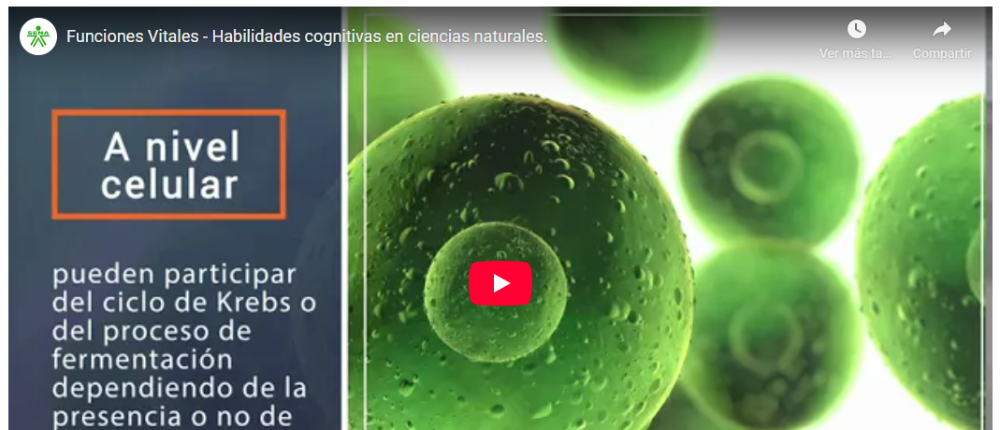 SENA
Funciones Vitales - Habilidades cognitivas en ciencias naturales.
Ver más ta...
Compartir
A nivel
celular
pueden participar
del ciclo de Krebs o
del proceso de
fermentación
dependiendo de la
presencia o no de